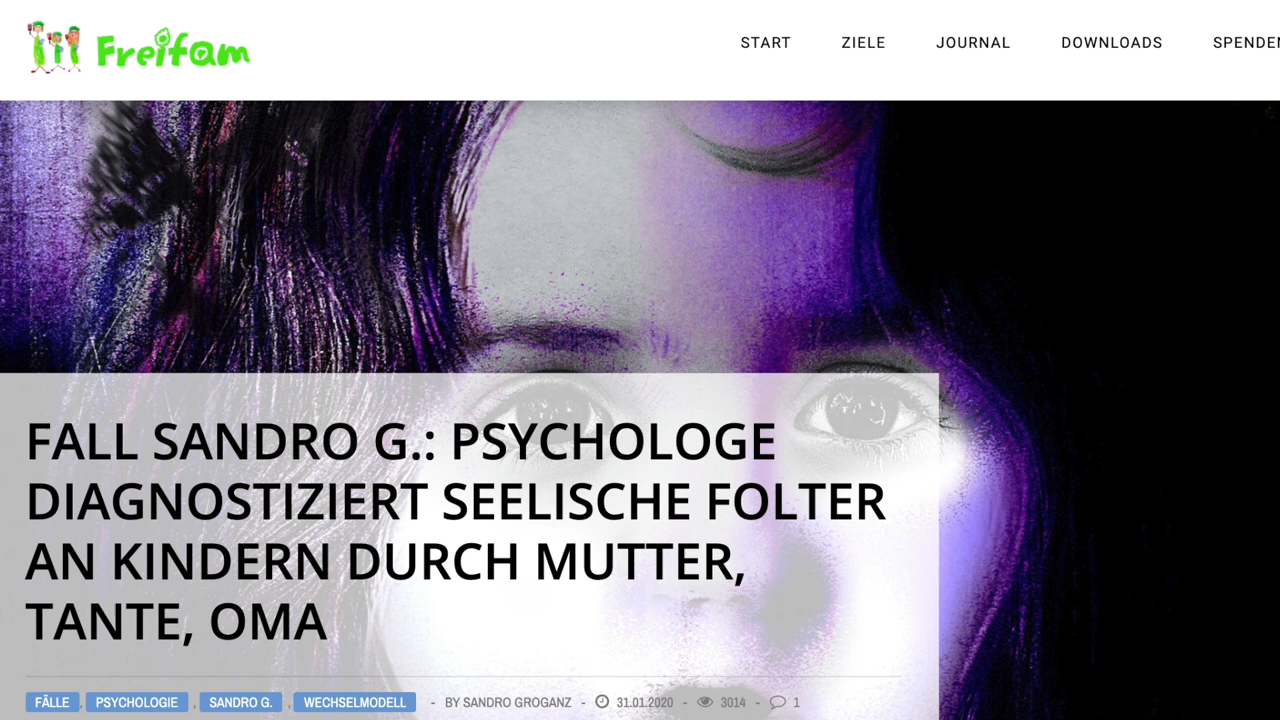 Freifam
START ZIELE JOURNAL DOWNLOADS SPENDEN
FALL SANDRO G.: PSYCHOLOGE
DIAGNOSTIZIERT SEELISCHE FOLTER
AN KINDERN DURCH MUTTER,
TANTE, OMA
FÄLLE, PSYCHOLOGIE, SANDRO G., WECHSELMODELL - BY SANDRO GROGANZ - 31.01.2020 - 3014 - 1